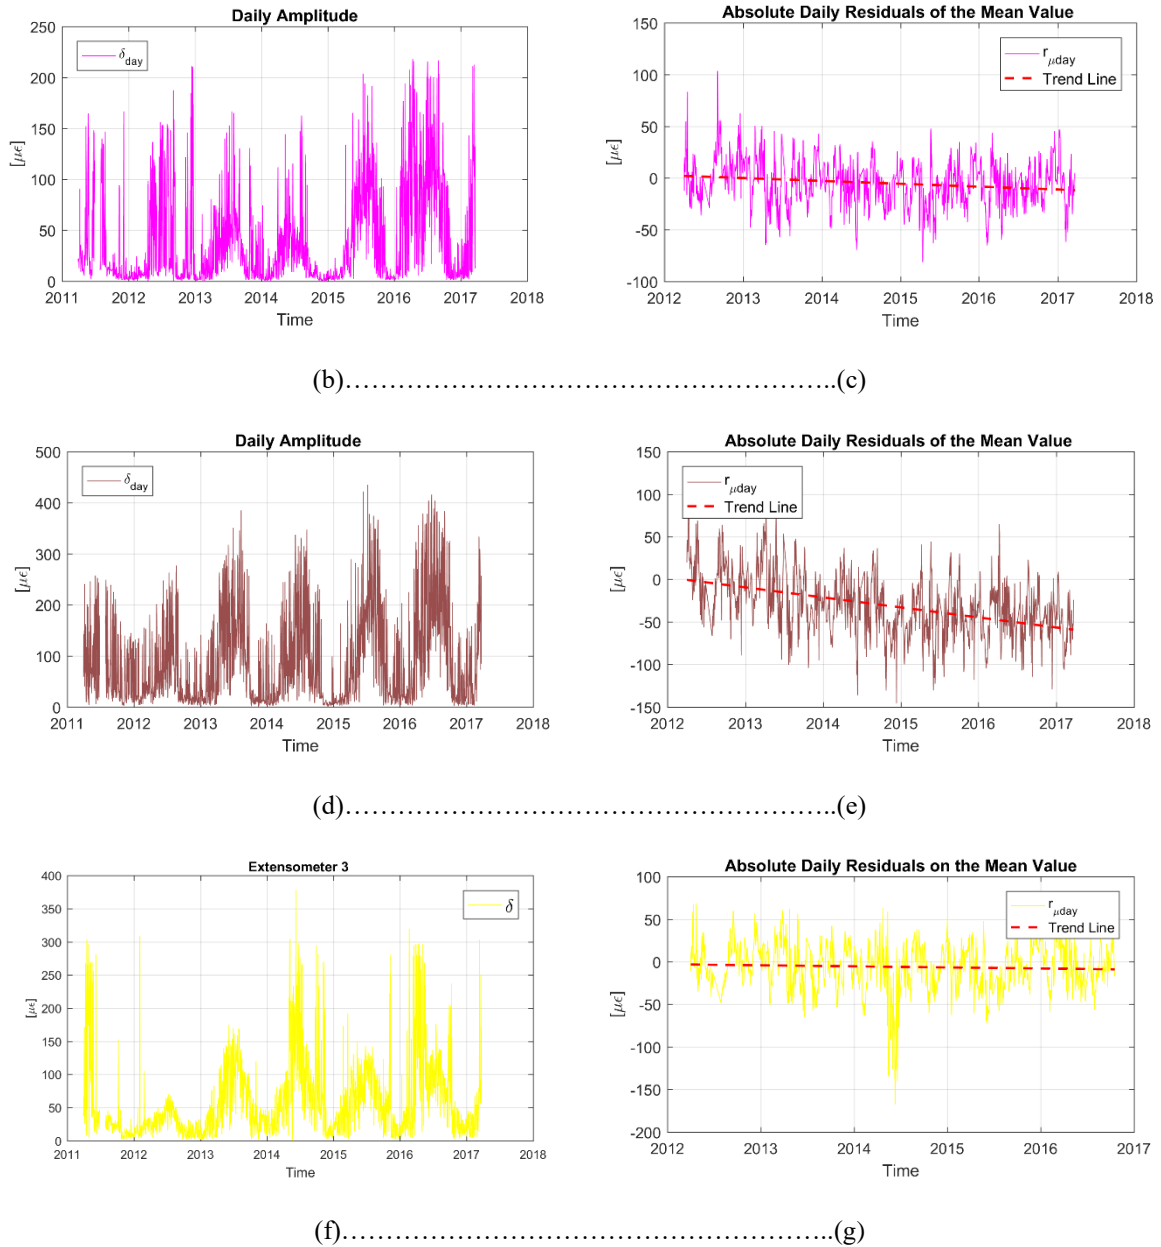 Daily Amplitude
250
200
150
100
50
0
[με]
δday
2011 2012 2013 2014 2015 2016 2017 2018
Time
Absolute Daily Residuals of the Mean Value
150
100
50
0
-50
-100
[με]
rμday
Trend Line
2012 2013 2014 2015 2016 2017 2018
Time
(b)…………………………………………………..(c)
Daily Amplitude
500
400
300
200
100
0
[με]
δday
2011 2012 2013 2014 2015 2016 2017 2018
Time
Absolute Daily Residuals of the Mean Value
150
100
50
0
-50
-100
-150
[με]
rμday
Trend Line
2012 2013 2014 2015 2016 2017 2018
Time
(d)…………………………………………………..(e)
Extensometer 3
400
350
300
250
200
150
100
50
0
[με]
δ
2011 2012 2013 2014 2015 2016 2017 2018
Time
Absolute Daily Residuals on the Mean Value
100
50
0
-50
-100
-150
-200
[με]
rμday
Trend Line
2012 2013 2014 2015 2016 2017
Time
(f)…………………………………………………..(g)